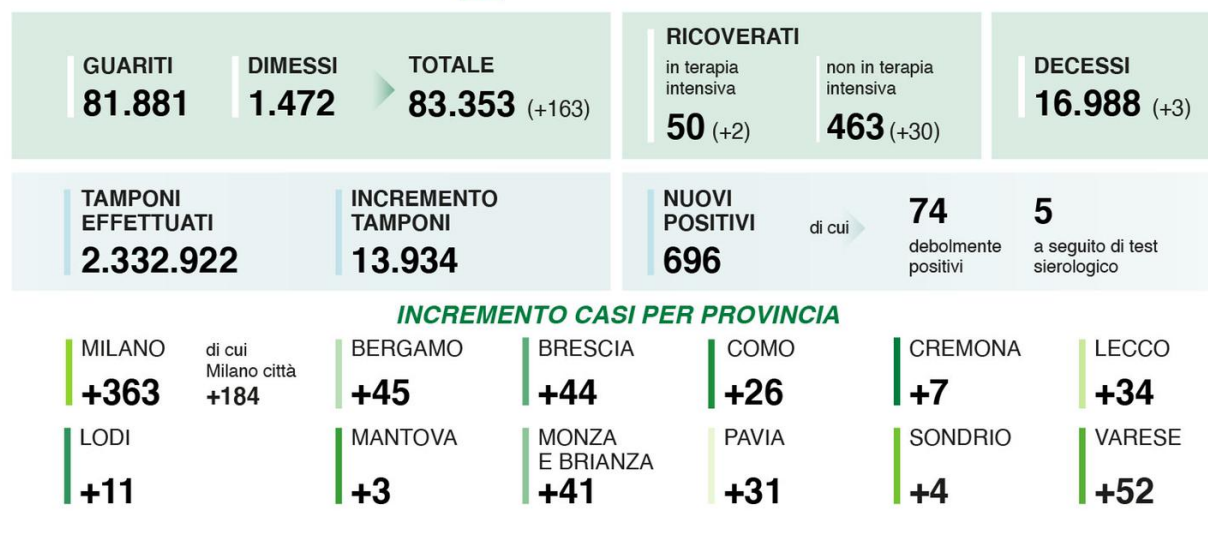 GUARITI
81.881
DIMESSI
1.472
TOTALE
83.353 (+163)
RICOVERATI
in terapia
intensiva
50 (+2)
non in terapia
intensiva
463 (+30)
DECESSI
16.988 (+3)
TAMPONI
EFFETTUATI
2.332.922
INCREMENTO
TAMPONI
13.934
NUOVI
POSITIVI
696
di cui
74
debolmente
positivi
5
a seguito di test
sierologico
INCREMENTO CASI PER PROVINCIA
MILANO
+363
di cui
Milano città
+184
BERGAMO
+45
BRESCIA
+44
COMO
+26
CREMONA
+7
LECCO
+34
LODI
+11
MANTOVA
+3
MONZA
E BRIANZA
+41
PAVIA
+31
SONDRIO
+4
VARESE
+52